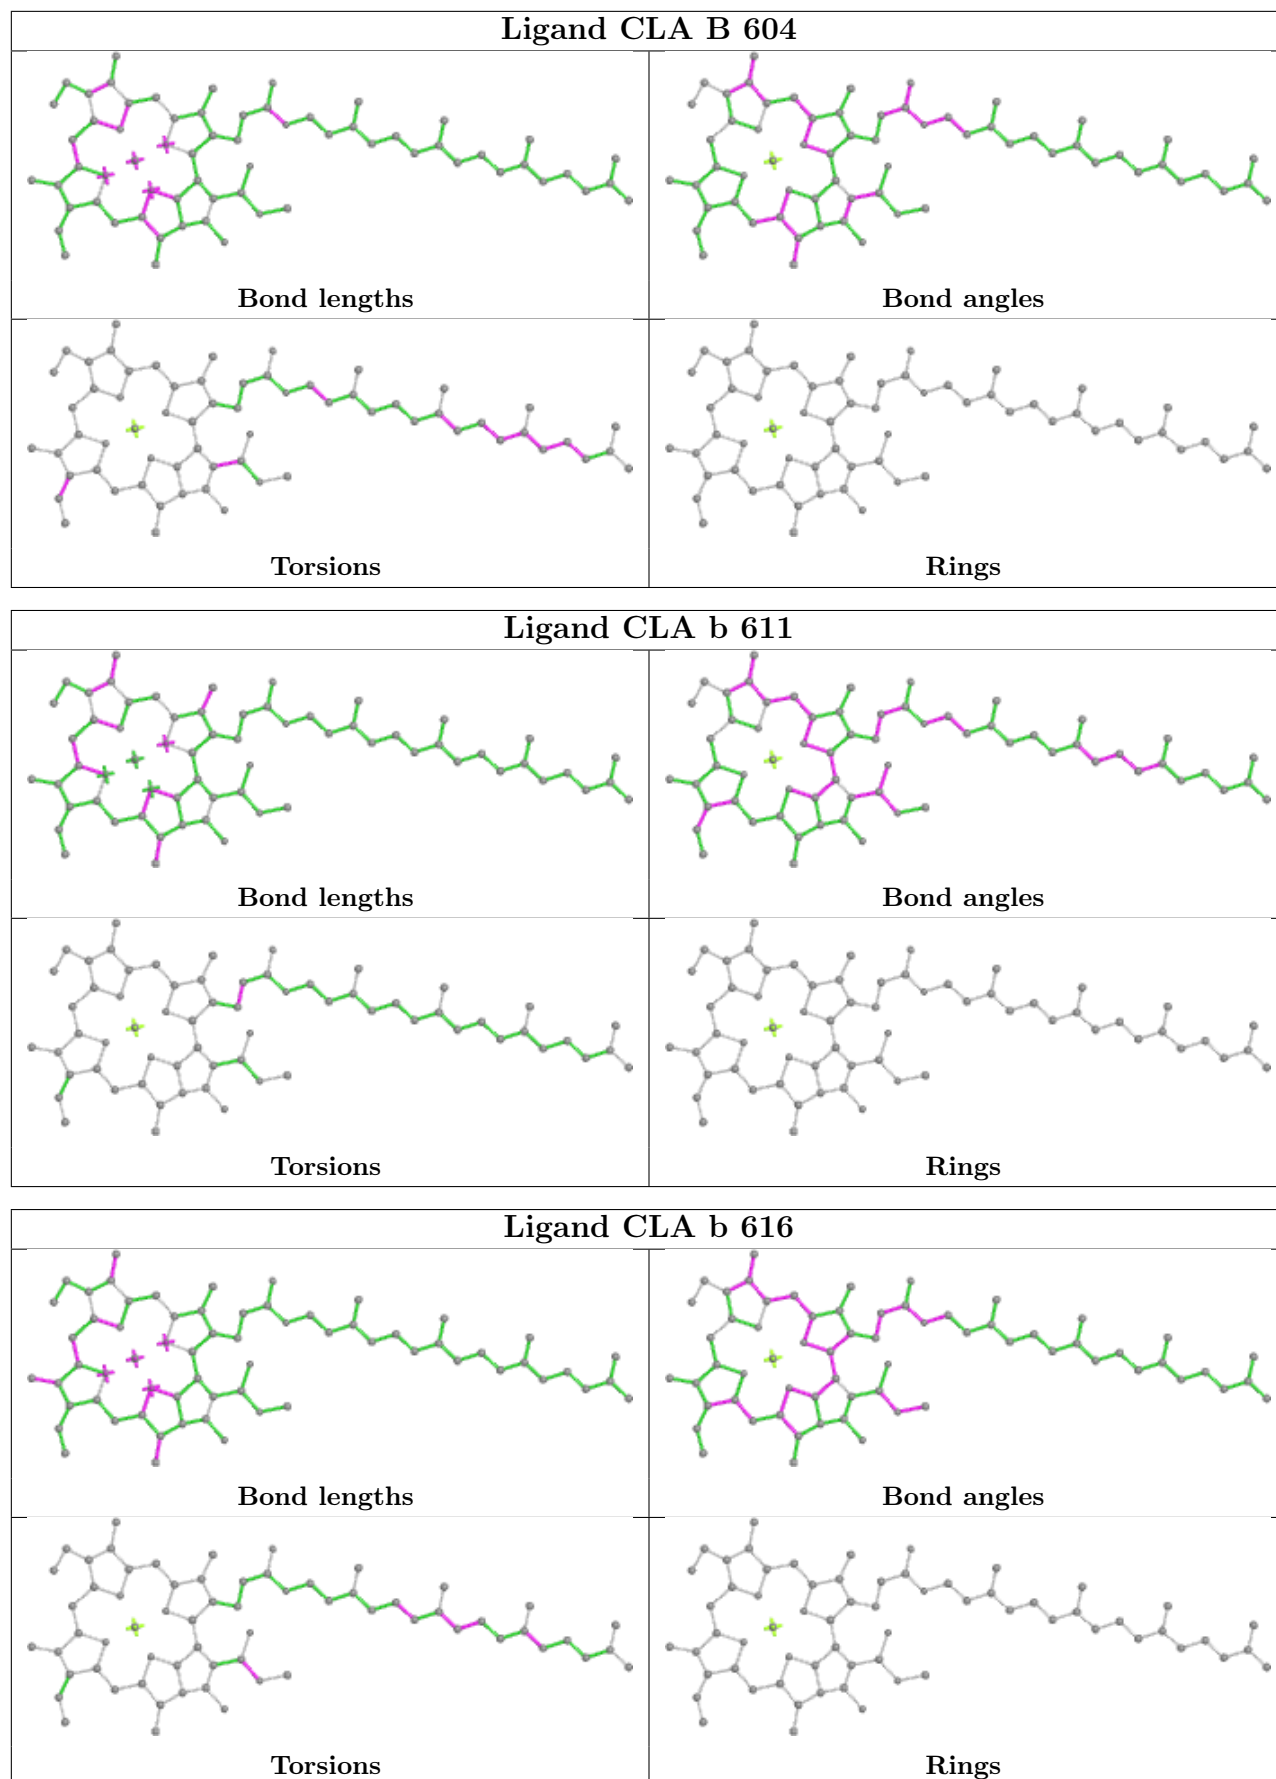 Ligand CLA B 604
Bond lengths
Bond angles
Torsions
Rings
Ligand CLA b 611
Bond lengths
Bond angles
Torsions
Rings
Ligand CLA b 616
Bond lengths
Bond angles
Torsions
Rings